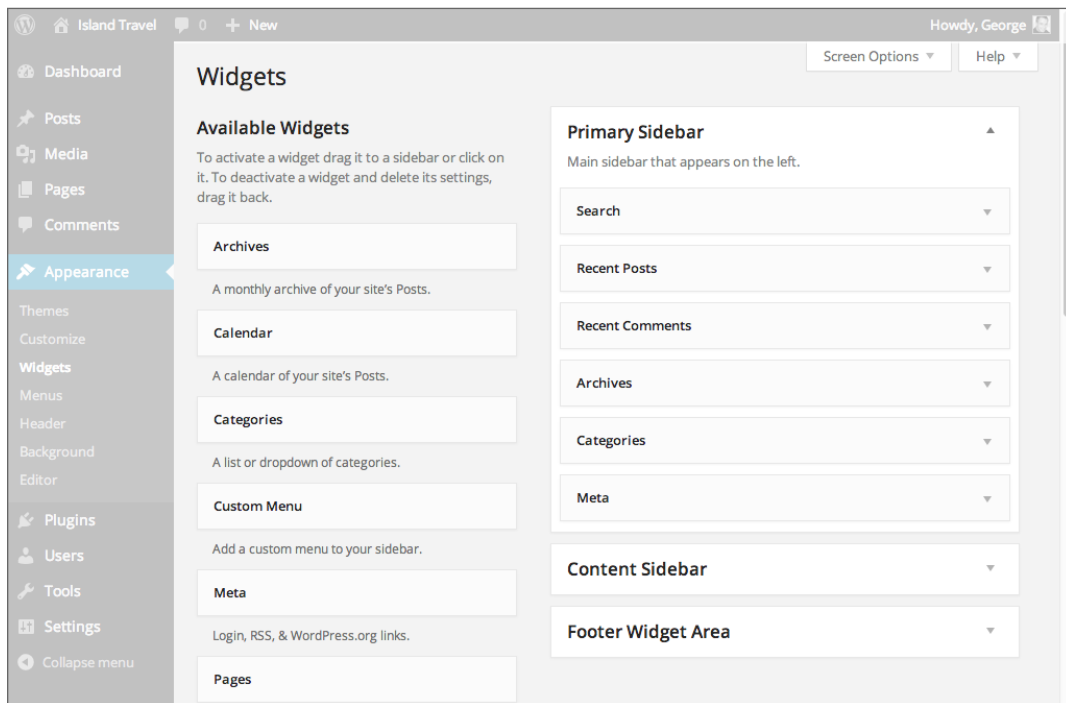 Island Travel 0 + New Howdy, George
Screen Options Help
Dashboard
Posts
Media
Pages
Comments
Appearance
Themes
Customize
Widgets
Menus
Header
Background
Editor
Plugins
Users
Tools
Settings
Collapse menu
Widgets
Available Widgets
To activate a widget drag it to a sidebar or click on
it. To deactivate a widget and delete its settings,
drag it back.
Archives
A monthly archive of your site's Posts.
Calendar
A calendar of your site's Posts.
Categories
A list or dropdown of categories.
Custom Menu
Add a custom menu to your sidebar.
Meta
Login, RSS, & WordPress.org links.
Pages
Primary Sidebar
Main sidebar that appears on the left.
Search
Recent Posts
Recent Comments
Archives
Categories
Meta
Content Sidebar
Footer Widget Area